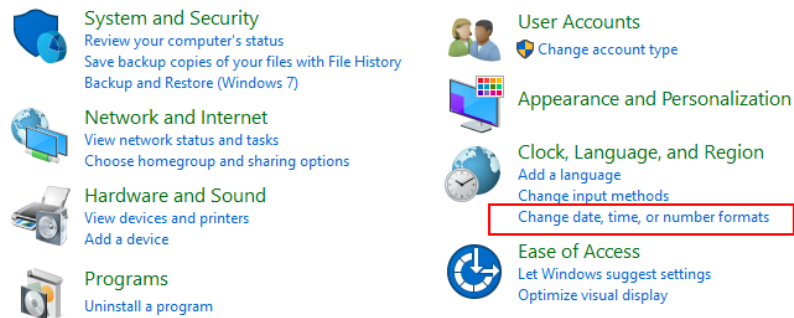 System and Security
Review your computer's status
Save backup copies of your files with File History
Backup and Restore (Windows 7)
Network and Internet
View network status and tasks
Choose homegroup and sharing options
Hardware and Sound
View devices and printers
Add a device
Programs
Uninstall a program
User Accounts
Change account type
Appearance and Personalization
Clock, Language, and Region
Add a language
Change input methods
Change date, time, or number formats
Ease of Access
Let Windows suggest settings
Optimize visual display